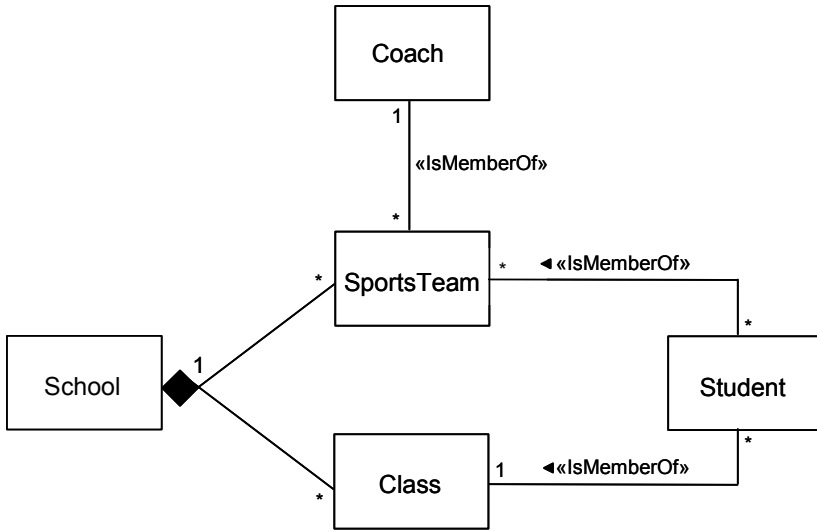 Coach
1
«IsMemberOf»
*
SportsTeam
*
*
◄ «IsMemberOf»
*
School
1
Student
*
Class
*
1
◄«IsMemberOf»